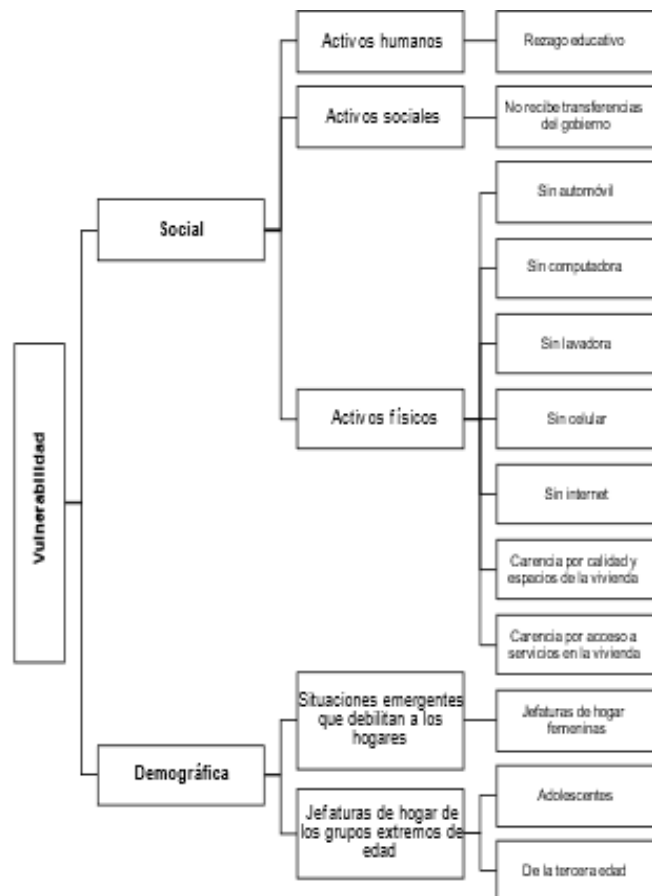 Vulnerabilidad
Social
Activos humanos
Rezago educativo
Activos sociales
No recibe transferencias
del gobierno
Activos físicos
Sin automóvil
Sin computadora
Sin lavadora
Sin celular
Sin internet
Carencia por calidad y
espacios de la vivienda
Carencia por acceso a
servicios en la vivienda
Demográfica
Situaciones emergentes
que debilitan a los
hogares
Jefaturas de hogar
femeninas
Jefaturas de hogar de
los grupos extremos de
edad
Adolescentes
De la tercera edad